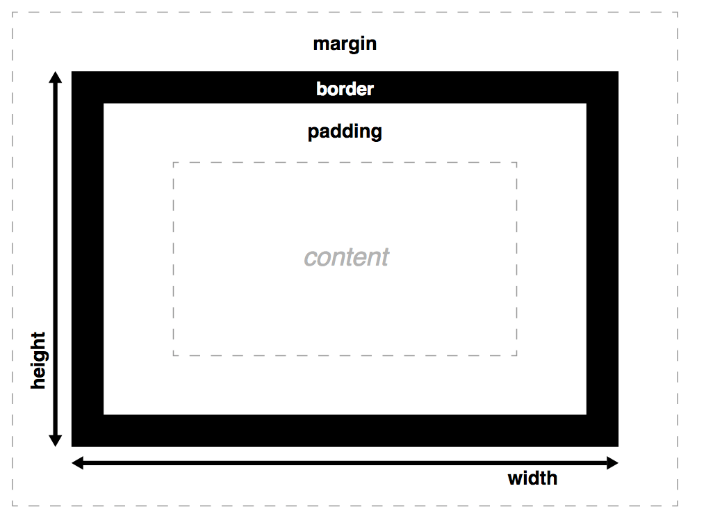 margin
border
padding
content
height
width